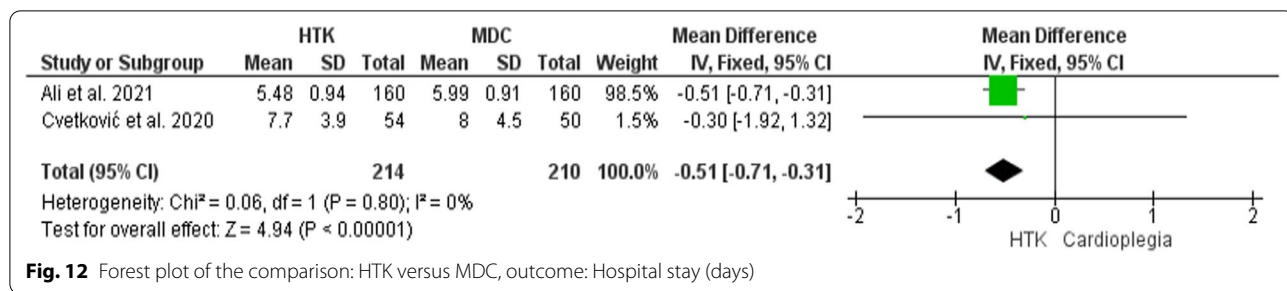 HTK MDC Mean Difference Mean Difference
Study or Subgroup Mean SD Total Mean SD Total Weight IV, Fixed, 95% CI IV, Fixed, 95% CI
Ali et al. 2021 5.48 0.94 160 5.99 0.91 160 98.5% -0.51 [-0.71, -0.31]
Cvetković et al. 2020 7.7 3.9 54 8 4.5 50 1.5% -0.30 [-1.92, 1.32]
Total (95% CI) 214 210 100.0% -0.51 [-0.71, -0.31]
Heterogeneity: Chi² = 0.06, df = 1 (P = 0.80); I² = 0%
Test for overall effect: Z = 4.94 (P < 0.00001)
-2 -1 0 1 2
HTK Cardioplegia
Fig. 12 Forest plot of the comparison: HTK versus MDC, outcome: Hospital stay (days)